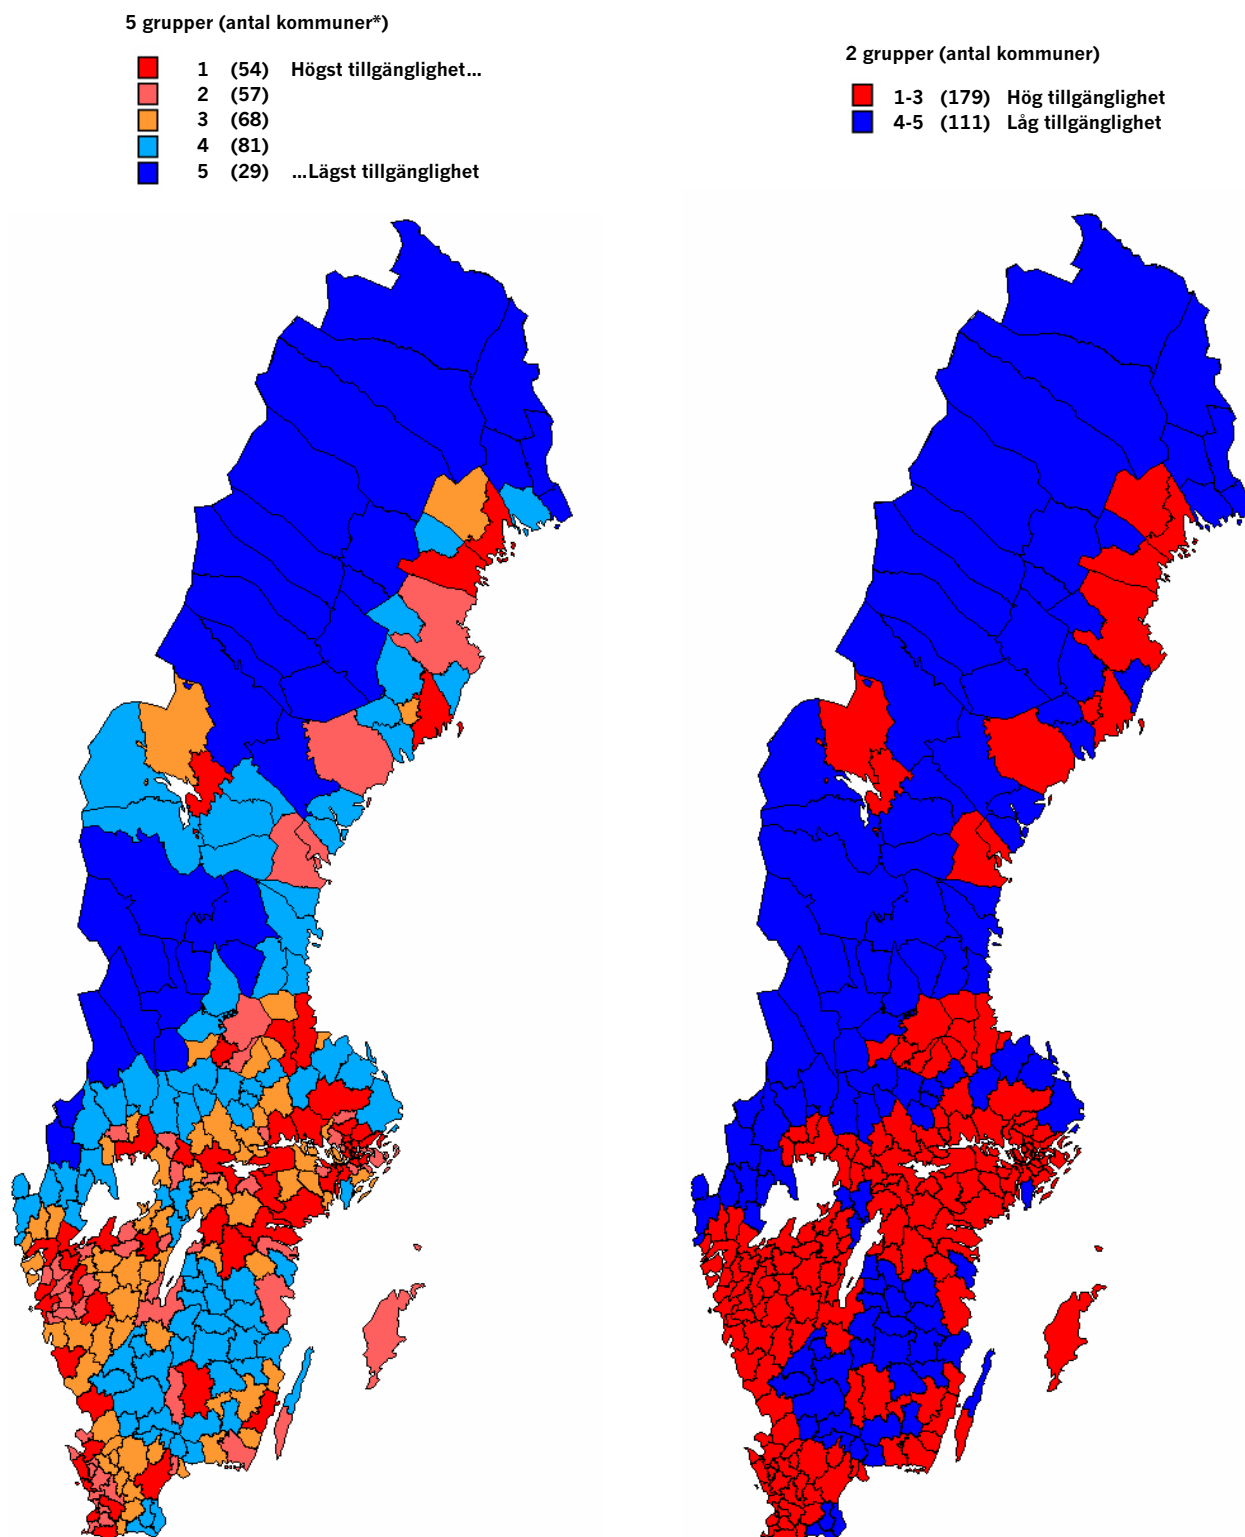 5 grupper (antal kommuner*)
1 (54) Högst tillgänglighet...
2 (57)
3 (68)
4 (81)
5 (29) ...Lägst tillgänglighet
2 grupper (antal kommuner)
1-3 (179) Hög tillgänglighet
4-5 (111) Låg tillgänglighet